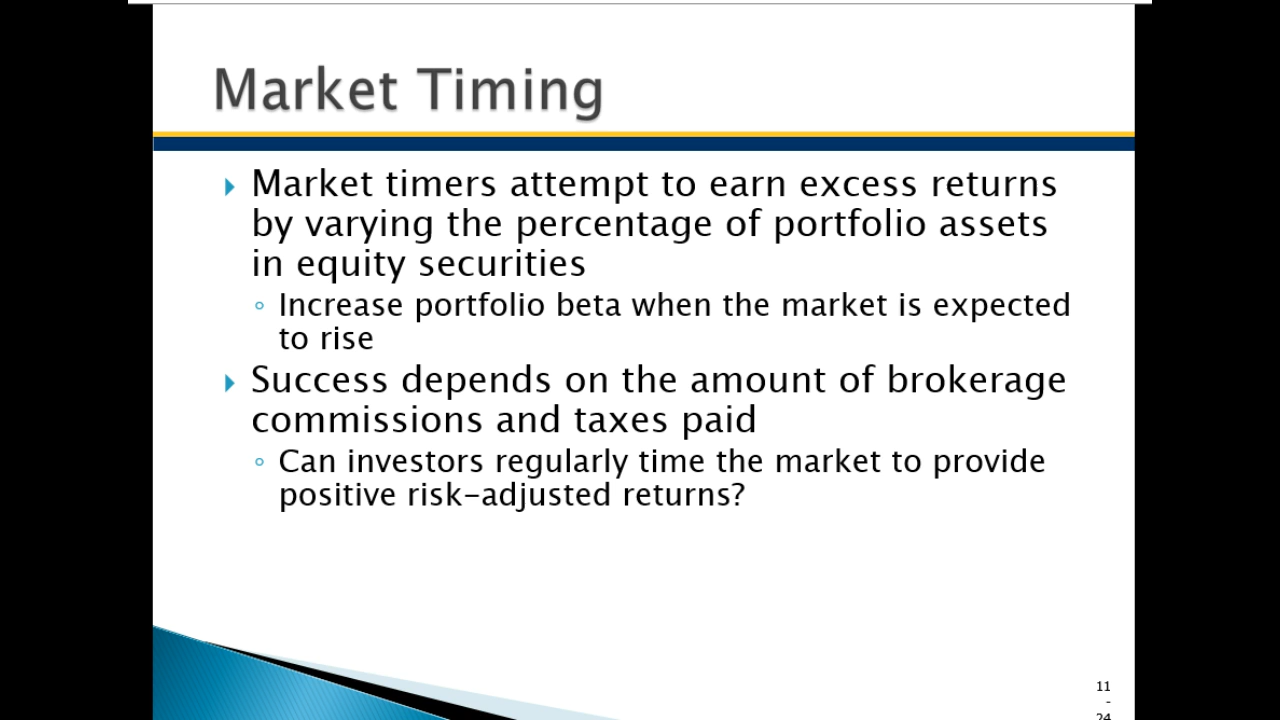 Market Timing
Market timers attempt to earn excess returns
by varying the percentage of portfolio assets
in equity securities
Increase portfolio beta when the market is expected
to rise
Success depends on the amount of brokerage
commissions and taxes paid
Can investors regularly time the market to provide
positive risk-adjusted returns?
11
-
24